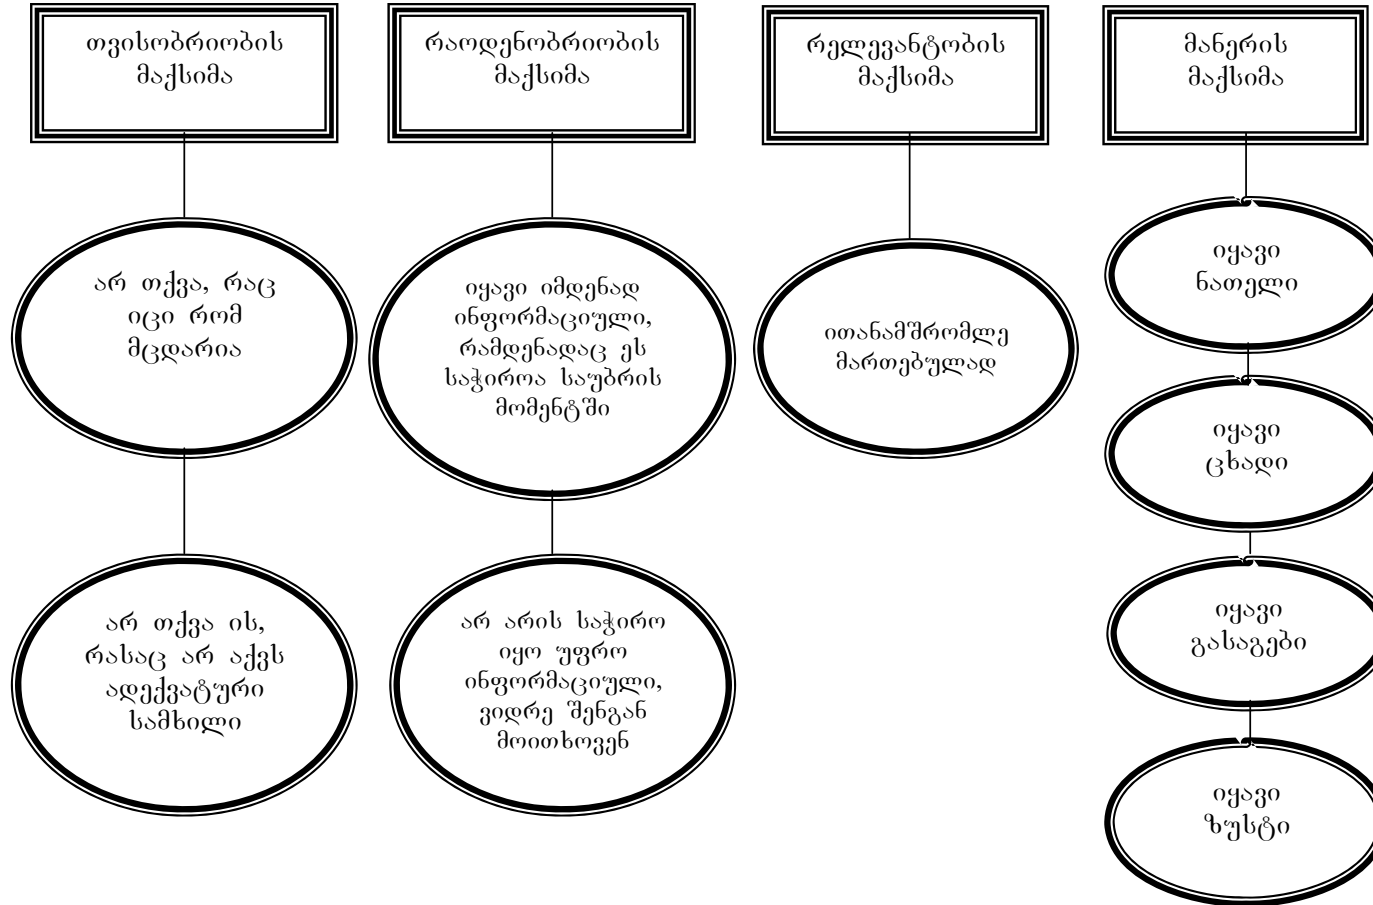 თვისობრიობის
მაქსიმა
არ თქვა, რაც
იცი რომ
მცდარია
არ თქვა ის,
რასაც არ აქვს
ადექვატური
სამხილი
რაოდენობრიობის
მაქსიმა
იყავი იმდენად
ინფორმაციული,
რამდენადაც ეს
საჭიროა საუბრის
მომენტში
არ არის საჭირო
იყო უფრო
ინფორმაციული,
ვიდრე შენგან
მოითხოვენ
რელევანტობის
მაქსიმა
ითანამშრომლე
მართებულად
მანერის
მაქსიმა
იყავი
ნათელი
იყავი
ცხადი
იყავი
გასაგები
იყავი
ზუსტი